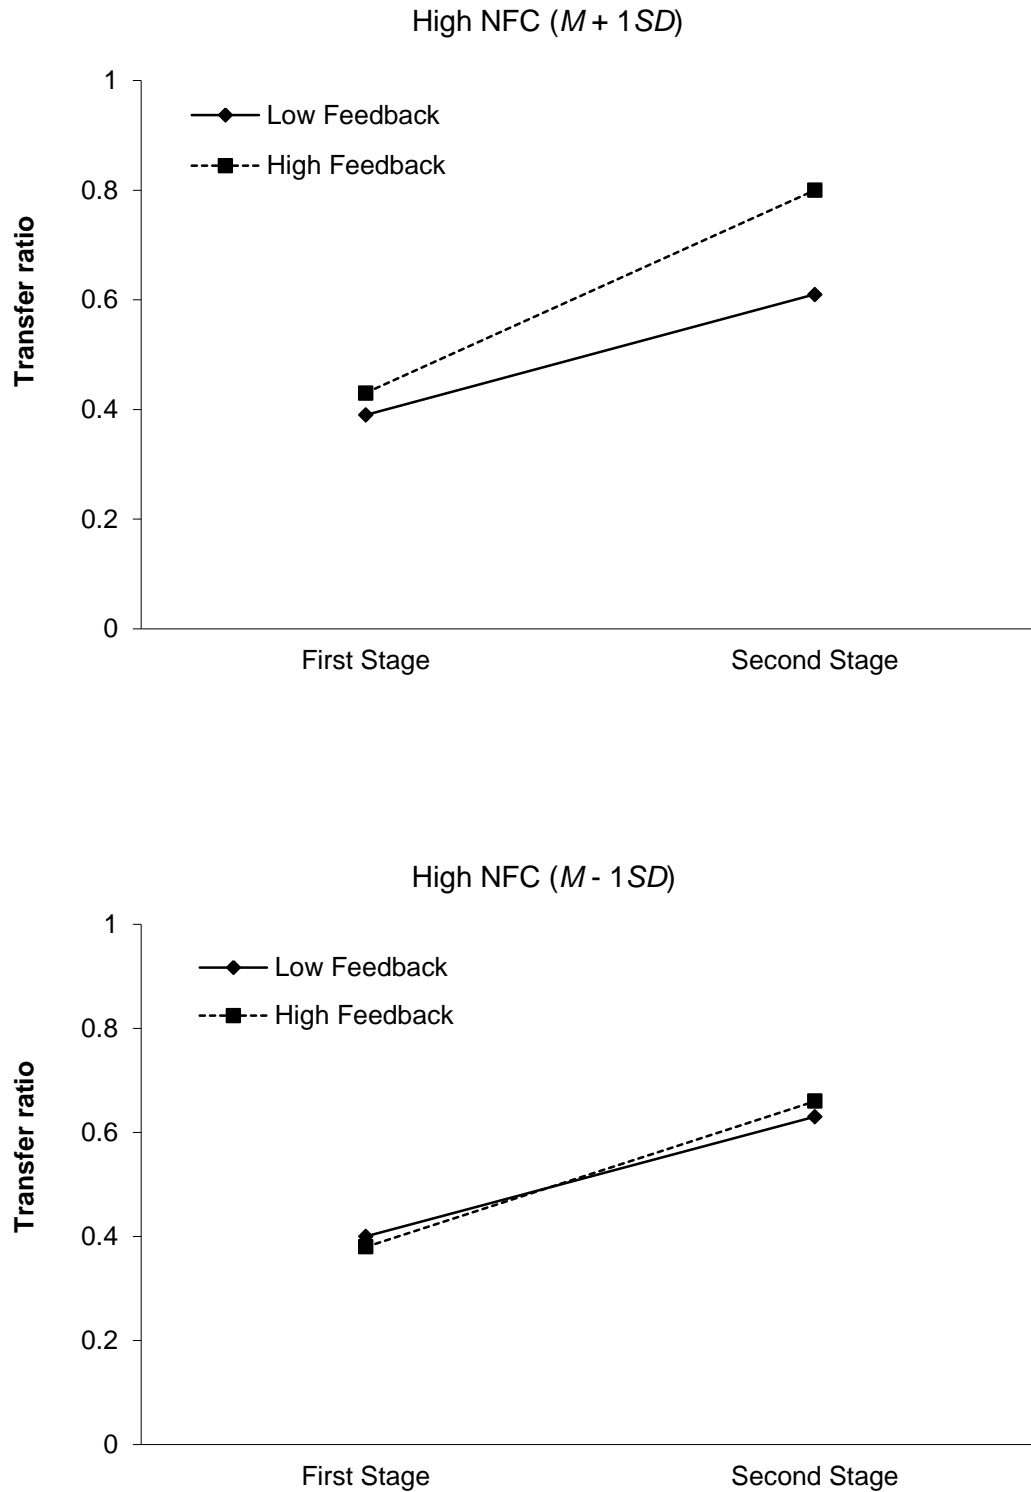 High NFC (M + 1SD)
1
Low Feedback
High Feedback
0.8
0.6
0.4
0.2
0
Transfer ratio
First Stage
Second Stage
High NFC (M - 1SD)
1
Low Feedback
High Feedback
0.8
0.6
0.4
0.2
0
Transfer ratio
First Stage
Second Stage